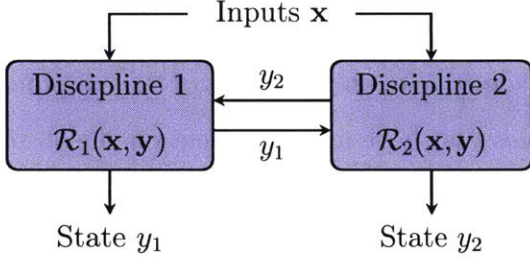 Inputs x
Discipline 1
y₂
Discipline 2
ℛ₁(x, y)
y₁
ℛ₂(x, y)
State y₁
State y₂